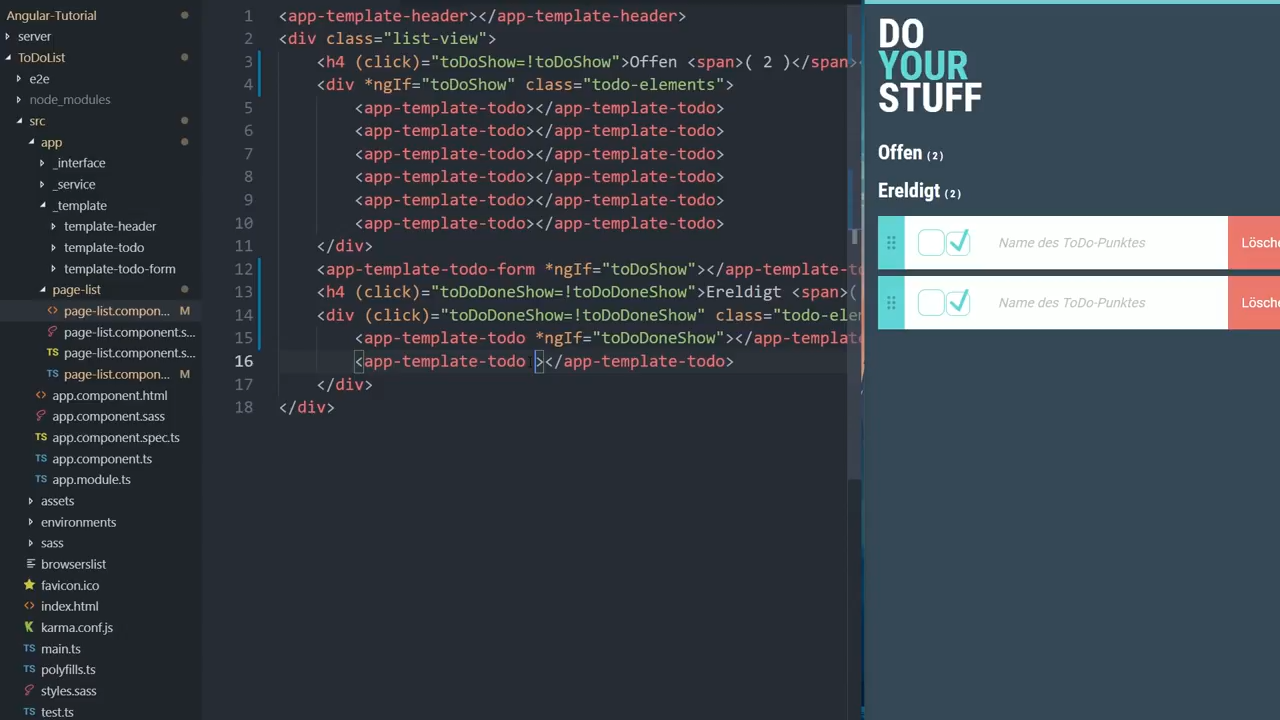 Angular-Tutorial
server
ToDoList
e2e
node_modules
src
app
_interface
_service
_template
template-header
template-todo
template-todo-form
page-list
page-list.compon... M
page-list.component.s...
page-list.component.s...
page-list.compon... M
app.component.html
app.component.sass
app.component.spec.ts
app.component.ts
app.module.ts
assets
environments
sass
browserslist
favicon.ico
index.html
karma.conf.js
TS main.ts
TS polyfills.ts
styles.sass
TS test.ts
1 <app-template-header></app-template-header>
2 <div class="list-view">
3 <h4 (click)="toDoShow=!toDoShow">Offen <span>( 2 )</span><
4 <div *ngIf="toDoShow" class="todo-elements">
5 <app-template-todo></app-template-todo>
6 <app-template-todo></app-template-todo>
7 <app-template-todo></app-template-todo>
8 <app-template-todo></app-template-todo>
9 <app-template-todo></app-template-todo>
10 <app-template-todo></app-template-todo>
11 </div>
12 <app-template-todo-form *ngIf="toDoShow"></app-template-to
13 <h4 (click)="toDoDoneShow=!toDoDoneShow">Ereldigt <span>(
14 <div (click)="toDoDoneShow=!toDoDoneShow" class="todo-elem
15 <app-template-todo *ngIf="toDoDoneShow"></app-template
16 <app-template-todo ></app-template-todo>
17 </div>
18 </div>
DO
YOUR
STUFF
Offen ( 2 )
Ereldigt ( 2 )
Name des ToDo-Punktes Lösche
Name des ToDo-Punktes Lösche